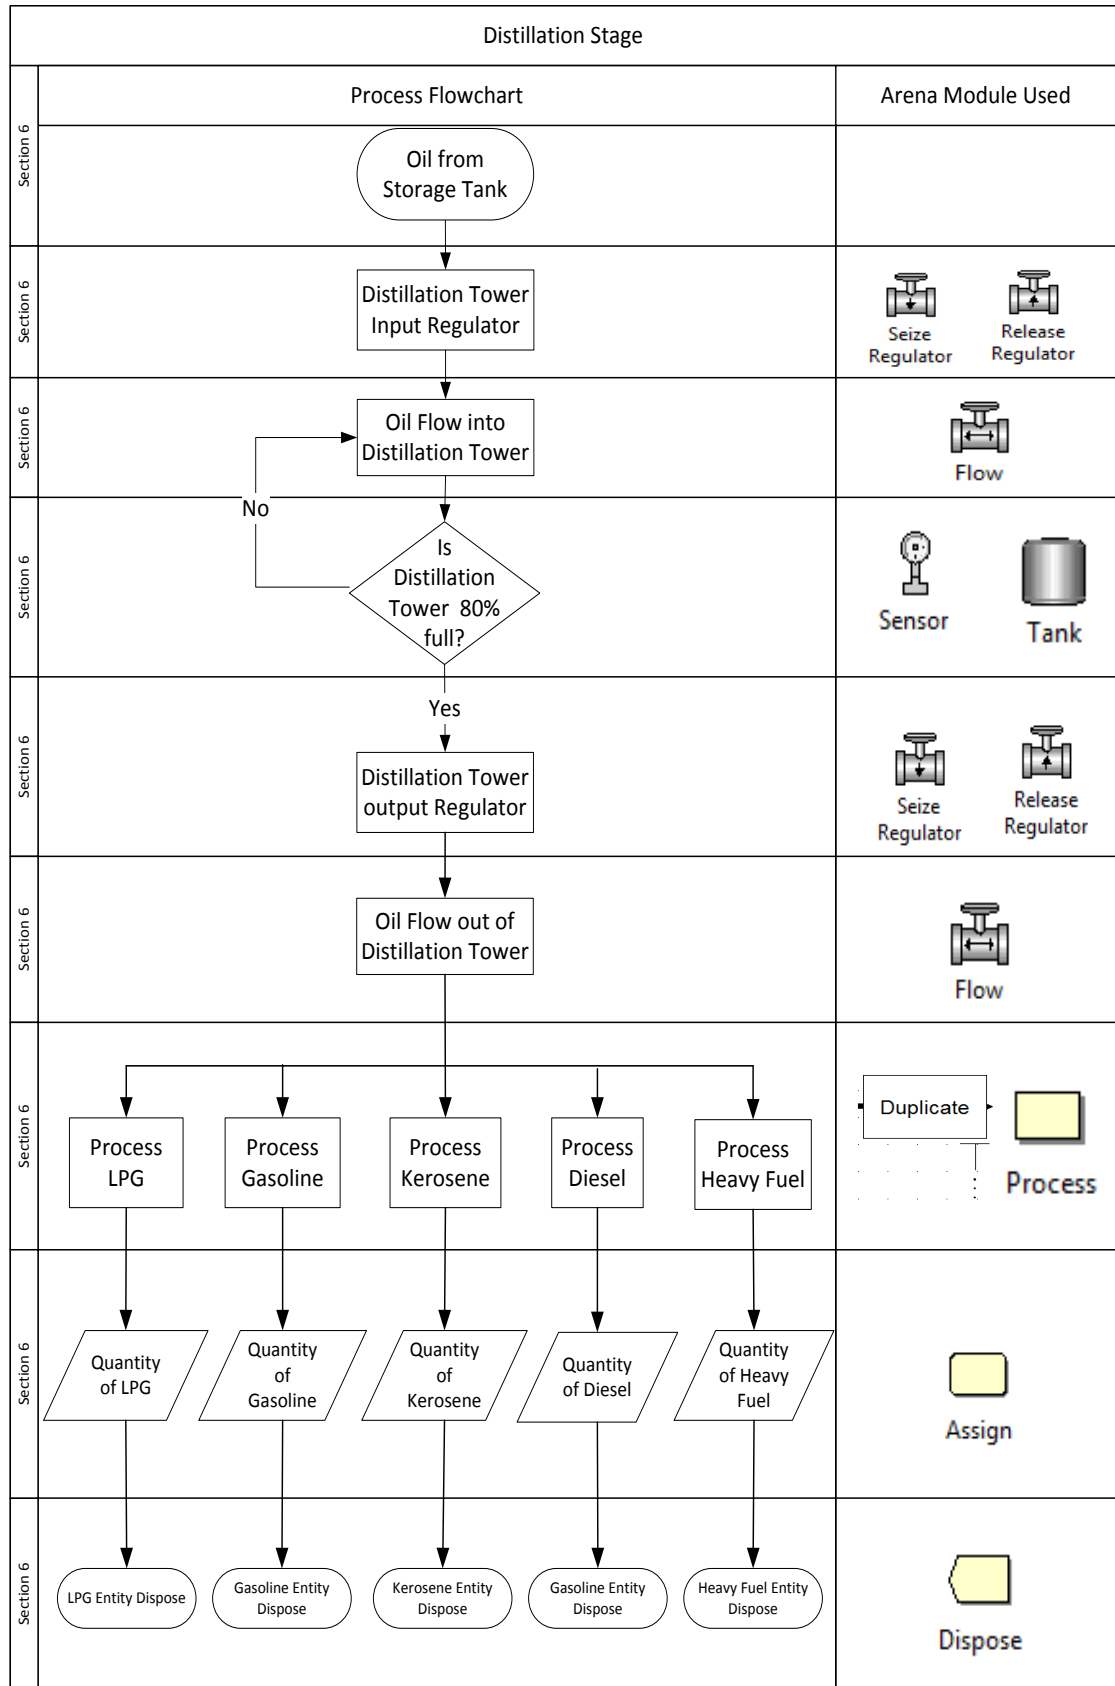 Distillation Stage
Section 6
Process Flowchart
Arena Module Used
Oil from
Storage Tank
Section 6
Distillation Tower
Input Regulator
Seize
Regulator
Release
Regulator
Section 6
Oil Flow into
Distillation Tower
Flow
No
Section 6
Is
Distillation
Tower 80%
full?
Sensor
Tank
Yes
Section 6
Distillation Tower
output Regulator
Seize
Regulator
Release
Regulator
Section 6
Oil Flow out of
Distillation Tower
Flow
Section 6
Process
LPG
Process
Gasoline
Process
Kerosene
Process
Diesel
Process
Heavy Fuel
Duplicate
Process
Section 6
Quantity
of LPG
Quantity
of
Gasoline
Quantity
of
Kerosene
Quantity
of Diesel
Quantity
of Heavy
Fuel
Assign
Section 6
LPG Entity Dispose
Gasoline Entity
Dispose
Kerosene Entity
Dispose
Gasoline Entity
Dispose
Heavy Fuel Entity
Dispose
Dispose